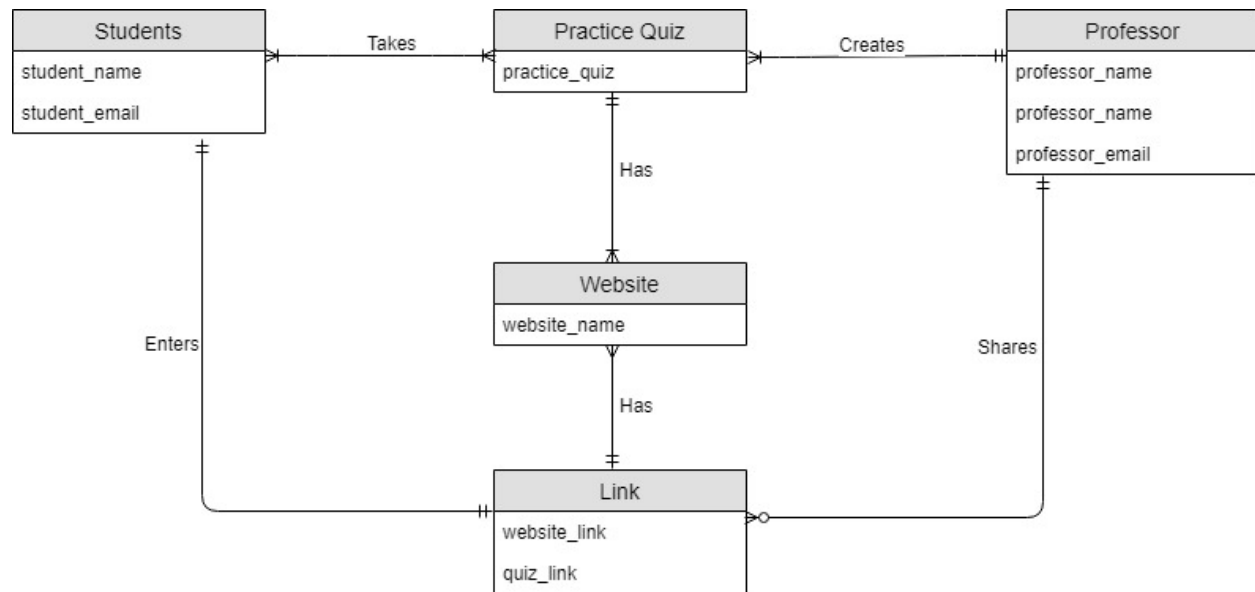 Students
student_name
student_email
Takes
Practice Quiz
practice_quiz
Creates
Professor
professor_name
professor_name
professor_email
Has
Website
website_name
Enters
Shares
Has
Link
website_link
quiz_link